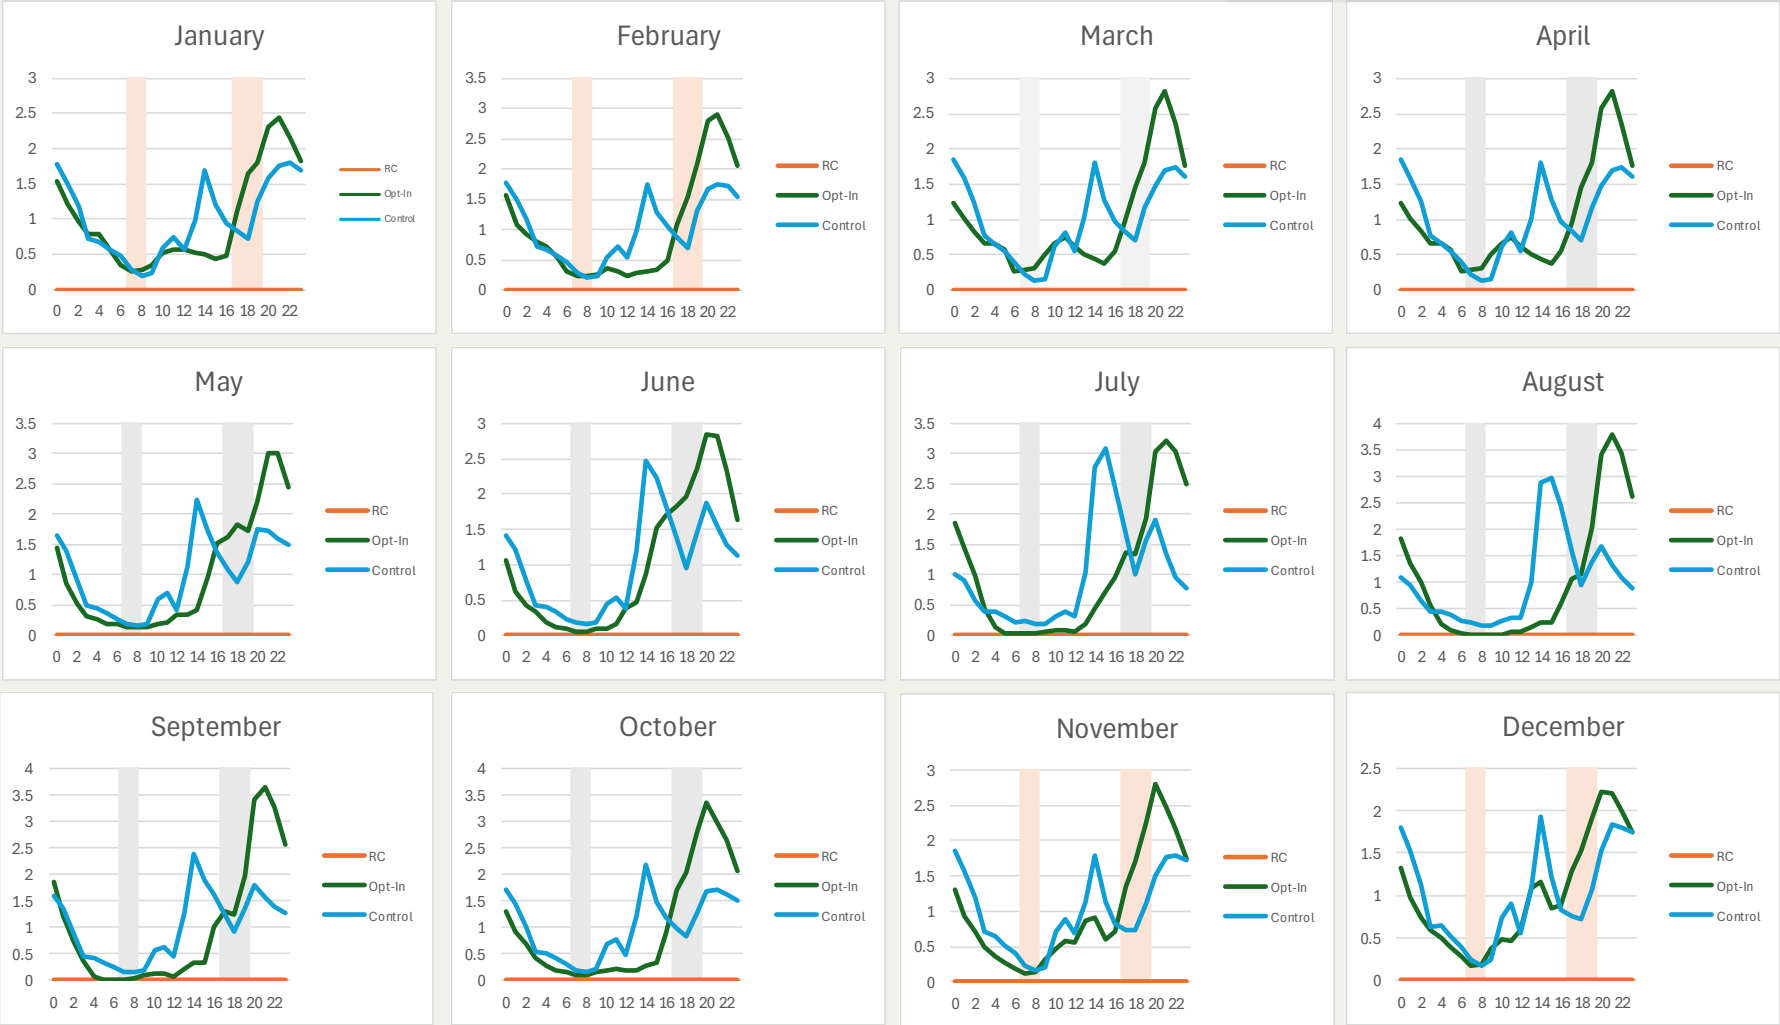 January
3
2.5
2
1.5
1
0.5
0
0 2 4 6 8 10 12 14 16 18 20 22
RC
Opt-In
Control
February
3.5
3
2.5
2
1.5
1
0.5
0
0 2 4 6 8 10 12 14 16 18 20 22
RC
Opt-In
Control
March
3
2.5
2
1.5
1
0.5
0
0 2 4 6 8 10 12 14 16 18 20 22
RC
Opt-In
Control
April
3
2.5
2
1.5
1
0.5
0
0 2 4 6 8 10 12 14 16 18 20 22
RC
Opt-In
Control
May
3.5
3
2.5
2
1.5
1
0.5
0
0 2 4 6 8 10 12 14 16 18 20 22
RC
Opt-In
Control
June
3
2.5
2
1.5
1
0.5
0
0 2 4 6 8 10 12 14 16 18 20 22
RC
Opt-In
Control
July
3.5
3
2.5
2
1.5
1
0.5
0
0 2 4 6 8 10 12 14 16 18 20 22
RC
Opt-In
Control
August
4
3.5
3
2.5
2
1.5
1
0.5
0
0 2 4 6 8 10 12 14 16 18 20 22
RC
Opt-In
Control
September
4
3.5
3
2.5
2
1.5
1
0.5
0
0 2 4 6 8 10 12 14 16 18 20 22
RC
Opt-In
Control
October
4
3.5
3
2.5
2
1.5
1
0.5
0
0 2 4 6 8 10 12 14 16 18 20 22
RC
Opt-In
Control
November
3
2.5
2
1.5
1
0.5
0
0 2 4 6 8 10 12 14 16 18 20 22
RC
Opt-In
Control
December
2.5
2
1.5
1
0.5
0
0 2 4 6 8 10 12 14 16 18 20 22
RC
Opt-In
Control